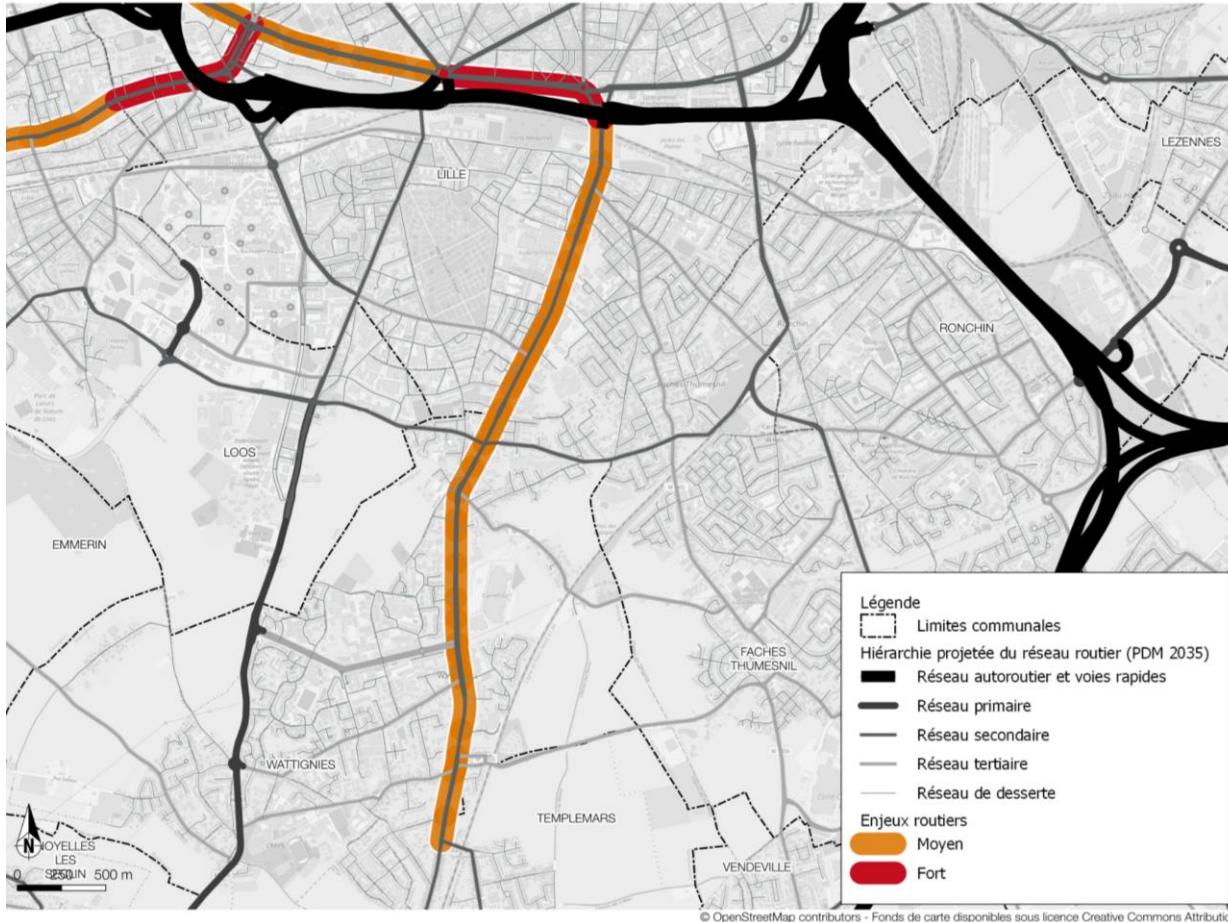 LEZENNES
LILLE
RONCHIN
LOOS
EMMERIN
FACHES
THUMESNIL
WATTIGNIES
TEMPLEMARS
VENDEVILLE
NOYELLES
LES
SECLIN
N
0 250 500 m
Légende
Limites communales
Hiérarchie projetée du réseau routier (PDM 2035)
Réseau autoroutier et voies rapides
Réseau primaire
Réseau secondaire
Réseau tertiaire
Réseau de desserte
Enjeux routiers
Moyen
Fort
© OpenStreetMap contributors - Fonds de carte disponibles sous licence Creative Commons Attributio